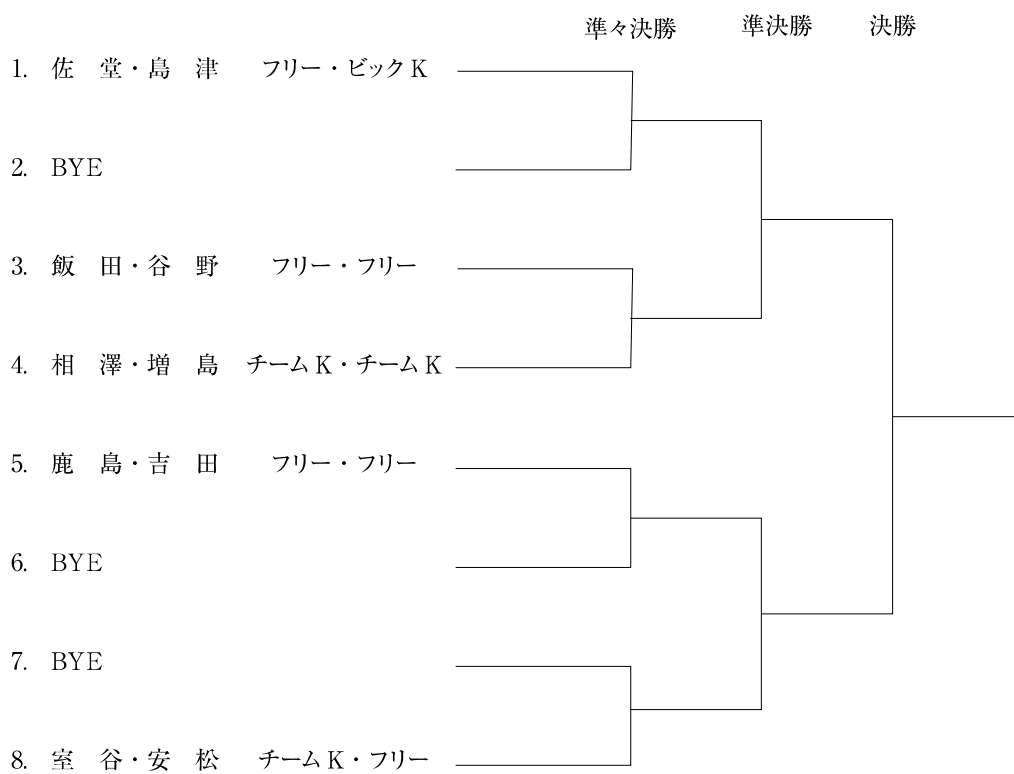 準々決勝　準決勝　決勝
1. 佐　堂・島　津　フリー・ビックK
2. BYE
3. 飯　田・谷　野　フリー・フリー
4. 相　澤・増　島　チームK・チームK
5. 鹿　島・吉　田　フリー・フリー
6. BYE
7. BYE
8. 室　谷・安　松　チームK・フリー